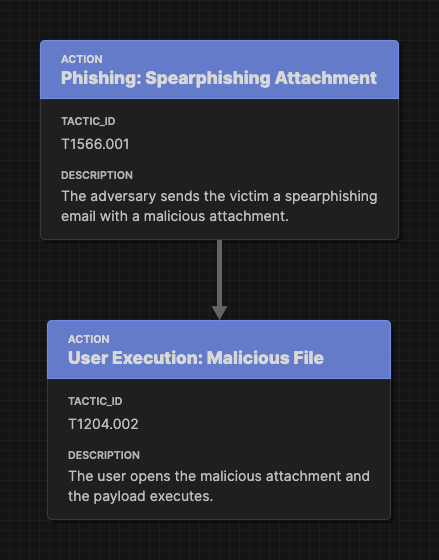 ACTION
Phishing: Spearphishing Attachment
TACTIC_ID
T1566.001
DESCRIPTION
The adversary sends the victim a spearphishing
email with a malicious attachment.
ACTION
User Execution: Malicious File
TACTIC_ID
T1204.002
DESCRIPTION
The user opens the malicious attachment and
the payload executes.